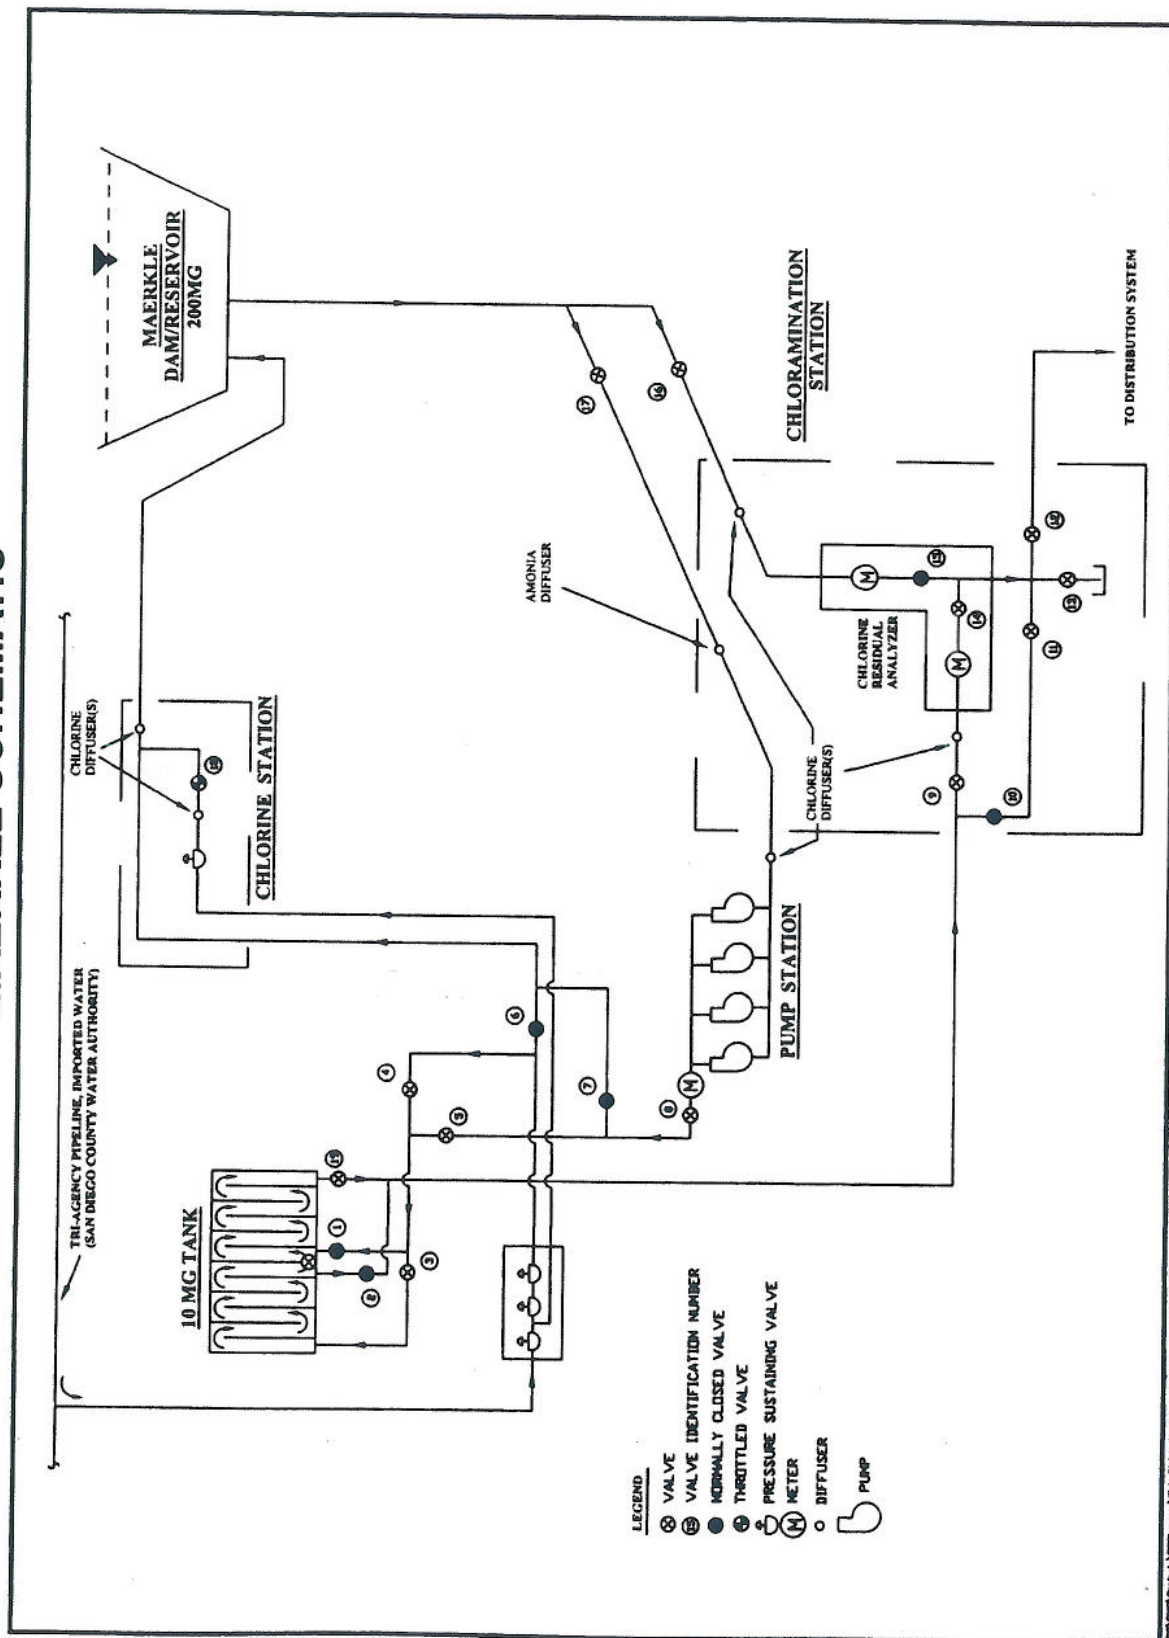 TRI-AGENCY PIPELINE, IMPORTED WATER
(SAN DIEGO COUNTY WATER AUTHORITY)
CHLORINE
DIFFUSER(S)
MAERKLE
DAM/RESERVOIR
200MG
18
CHLORINE STATION
10 MG TANK
19
1
2
3
4
5
6
7
8
AMONIA
DIFFUSER
17
16
PUMP STATION
CHLORAMINATION
STATION
CHLORINE
DIFFUSER(S)
CHLORINE
RESIDUAL
ANALYZER
15
14
9
10
11
12
13
TO DISTRIBUTION SYSTEM
M
M
M
LEGEND
VALVE
VALVE IDENTIFICATION NUMBER
NORMALLY CLOSED VALVE
THROTTLED VALVE
PRESSURE SUSTAINING VALVE
M METER
DIFFUSER
PUMP